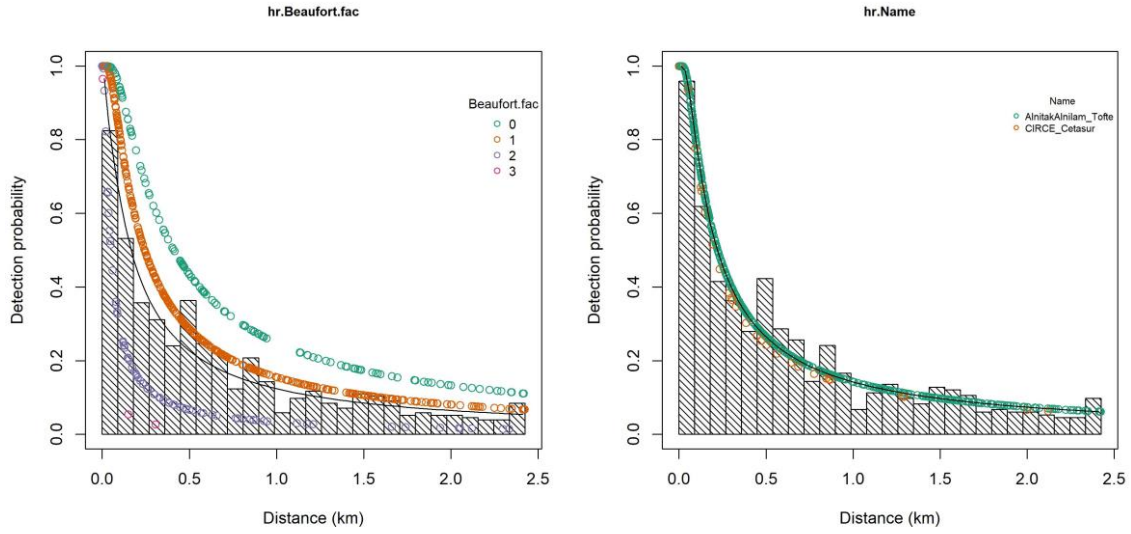 hr.Beaufort.fac
Detection probability
1.0
0.8
0.6
0.4
0.2
0.0
Beaufort.fac
0
1
2
3
0.0 0.5 1.0 1.5 2.0 2.5
Distance (km)
hr.Name
Detection probability
1.0
0.8
0.6
0.4
0.2
0.0
Name
AlnitakAlnilam_Tofte
CIRCE_Cetasur
0.0 0.5 1.0 1.5 2.0 2.5
Distance (km)